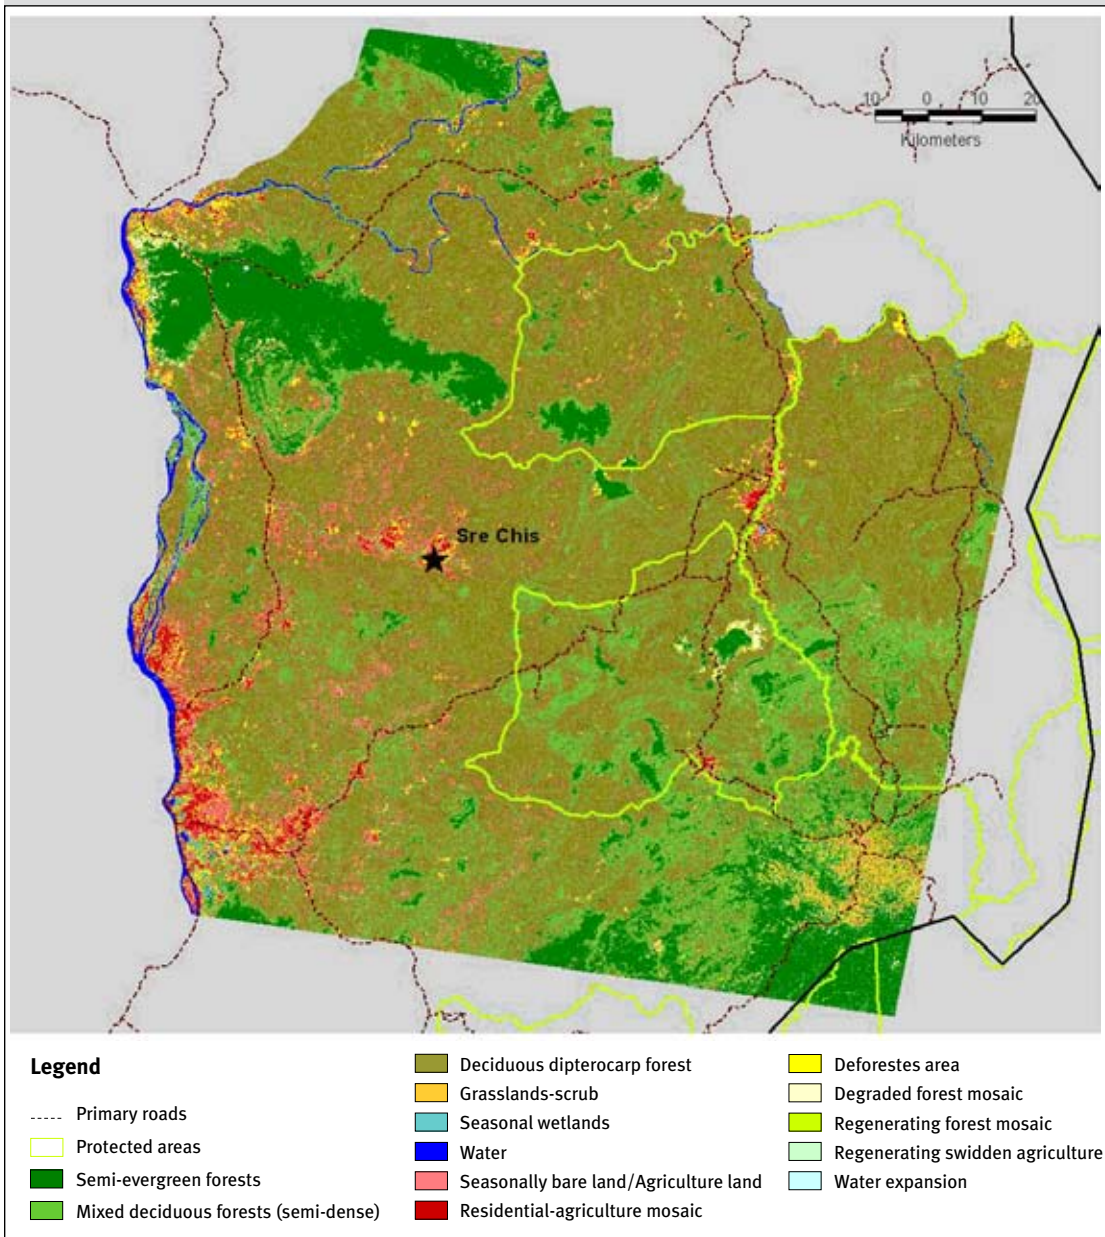 10 0 10 20
Kilometers
Sre Chis
Legend
Primary roads
Protected areas
Semi-evergreen forests
Mixed deciduous forests (semi-dense)
Deciduous dipterocarp forest
Grasslands-scrub
Seasonal wetlands
Water
Seasonally bare land/Agriculture land
Residential-agriculture mosaic
Deforestes area
Degraded forest mosaic
Regenerating forest mosaic
Regenerating swidden agriculture
Water expansion